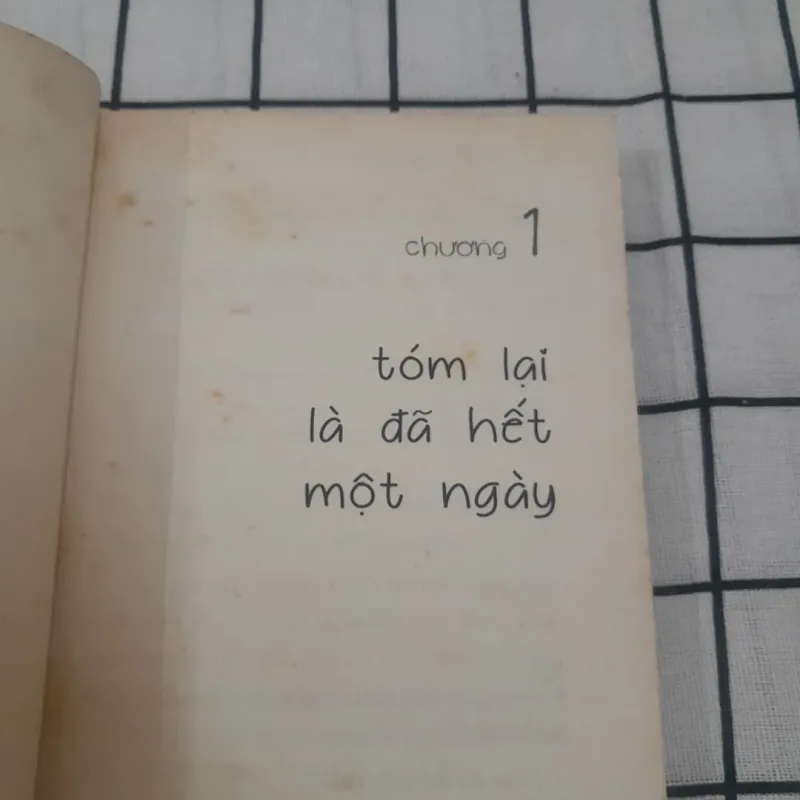 chương 1
tóm lại
là đã hết
một ngày